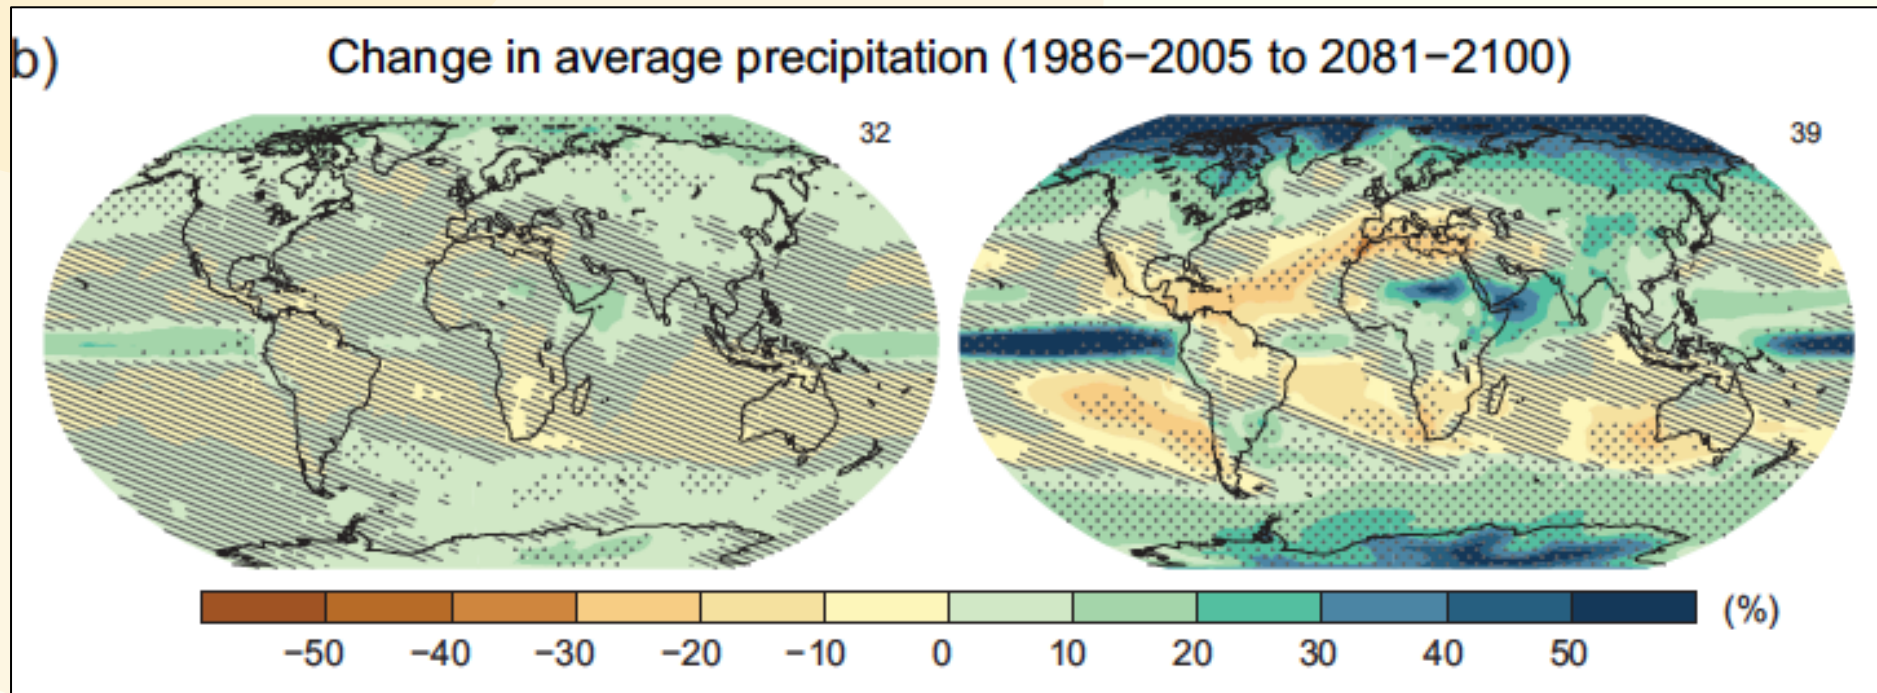 b)
Change in average precipitation (1986−2005 to 2081−2100)
32
39
(%)
−50 −40 −30 −20 −10 0 10 20 30 40 50